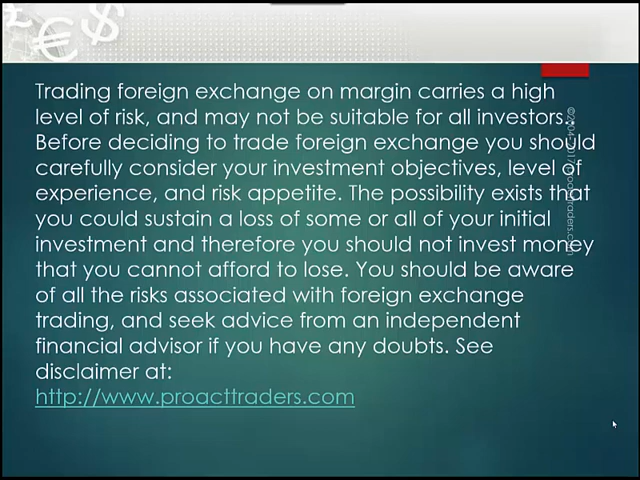 Trading foreign exchange on margin carries a high
level of risk, and may not be suitable for all investors.
Before deciding to trade foreign exchange you should
carefully consider your investment objectives, level of
experience, and risk appetite. The possibility exists that
you could sustain a loss of some or all of your initial
investment and therefore you should not invest money
that you cannot afford to lose. You should be aware
of all the risks associated with foreign exchange
trading, and seek advice from an independent
financial advisor if you have any doubts. See
disclaimer at:
http://www.proacttraders.com